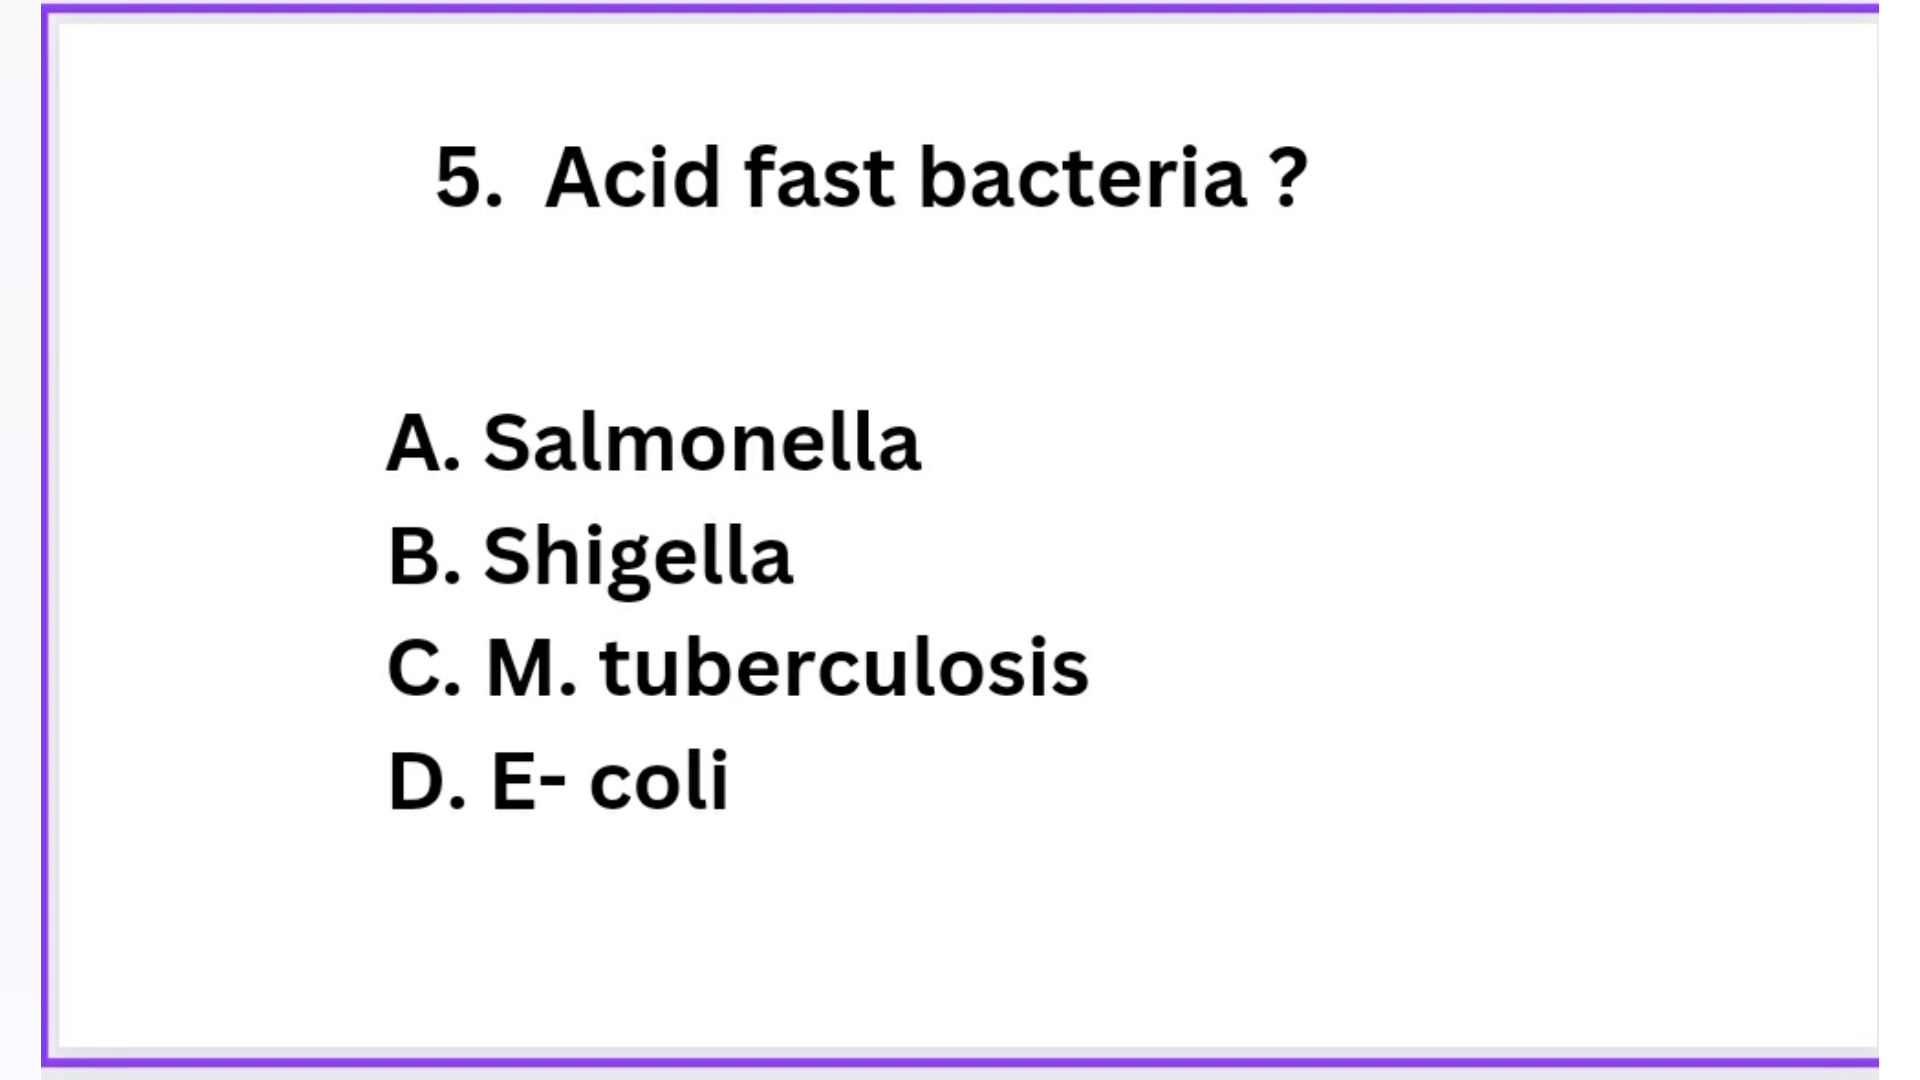 5. Acid fast bacteria ?
A. Salmonella
B. Shigella
C. M. tuberculosis
D. E- coli